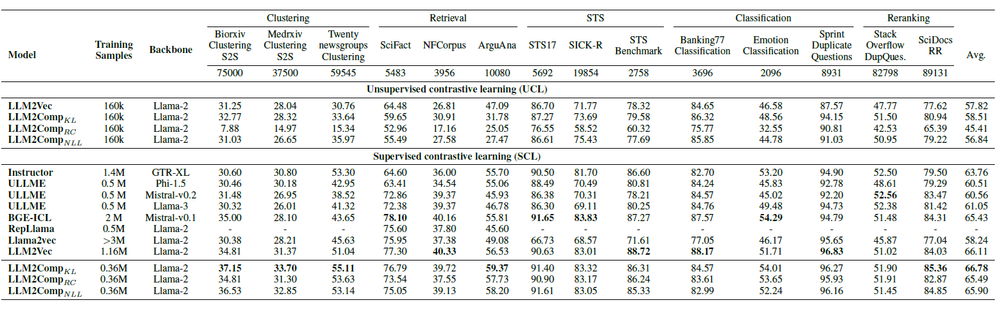 Clustering Retrieval STS Classification Reranking
Model Training Samples Backbone Biorxiv Clustering S2S Medrxiv Clustering S2S Twenty newsgroups Clustering SciFact NFCorpus ArguAna STS17 SICK-R STS Benchmark Banking77 Classification Emotion Classification Sprint Duplicate Questions Stack Overflow DupQues. SciDocs RR Avg.
75000 37500 59545 5483 3956 10080 5692 19854 2758 3696 2096 8931 82798 89131
Unsupervised contrastive learning (UCL)
LLM2Vec 160k Llama-2 31.25 28.04 30.76 64.48 26.81 47.09 86.70 71.77 78.32 84.65 46.58 87.57 47.77 77.62 57.82
LLM2Comp KL 160k Llama-2 32.77 28.32 33.64 59.65 30.91 31.78 87.27 73.69 79.58 86.32 48.56 94.15 51.50 80.94 58.51
LLM2Comp RC 160k Llama-2 7.88 14.97 15.34 52.96 17.16 25.05 76.55 58.52 60.32 75.77 32.55 90.81 42.53 65.39 45.41
LLM2Comp NLL 160k Llama-2 31.03 26.65 35.97 55.49 27.58 27.47 86.61 75.43 77.69 85.85 44.78 91.03 50.95 79.22 56.84
Supervised contrastive learning (SCL)
Instructor 1.4M GTR-XL 30.60 30.80 53.30 64.60 36.00 55.70 90.50 81.70 86.60 82.70 53.20 94.90 52.50 79.50 63.76
ULLME 0.5 M Phi-1.5 30.46 30.18 42.95 63.41 34.54 55.06 88.49 70.49 80.81 84.24 45.83 92.78 48.61 79.29 60.51
ULLME 0.5 M Mistral-v0.2 31.48 26.95 38.52 72.86 39.37 45.93 86.38 70.31 78.21 84.57 45.02 92.20 52.56 83.47 60.56
ULLME 0.5 M Llama-3 30.32 26.01 41.32 72.38 39.37 46.78 86.30 69.11 80.25 84.76 49.48 94.73 52.38 81.42 61.05
BGE-ICL 2 M Mistral-v0.1 35.00 28.10 43.65 78.10 40.16 55.81 91.65 83.83 87.27 87.57 54.29 94.79 51.48 84.31 65.43
RepLlama 0.5M Llama-2 - - - 75.60 37.80 45.60 - - - - - - - - -
Llama2vec >3M Llama-2 30.38 28.21 45.63 75.95 37.38 49.08 66.73 68.57 71.61 77.05 46.17 95.65 45.87 77.04 58.24
LLM2Vec 1.16M Llama-2 34.81 31.37 51.04 77.30 40.33 56.53 90.63 83.01 88.72 88.17 51.71 96.83 51.02 84.03 66.11
LLM2Comp KL 0.36M Llama-2 37.15 33.70 55.11 76.79 39.72 59.37 91.40 83.32 86.31 84.57 54.01 96.27 51.90 85.36 66.78
LLM2Comp RC 0.36M Llama-2 34.81 31.30 53.63 73.54 37.55 57.73 90.90 83.17 86.24 83.61 53.65 95.93 51.91 82.87 65.49
LLM2Comp NLL 0.36M Llama-2 36.53 32.85 53.14 75.05 39.13 58.20 91.61 83.05 85.33 82.99 52.24 96.16 51.45 84.85 65.90